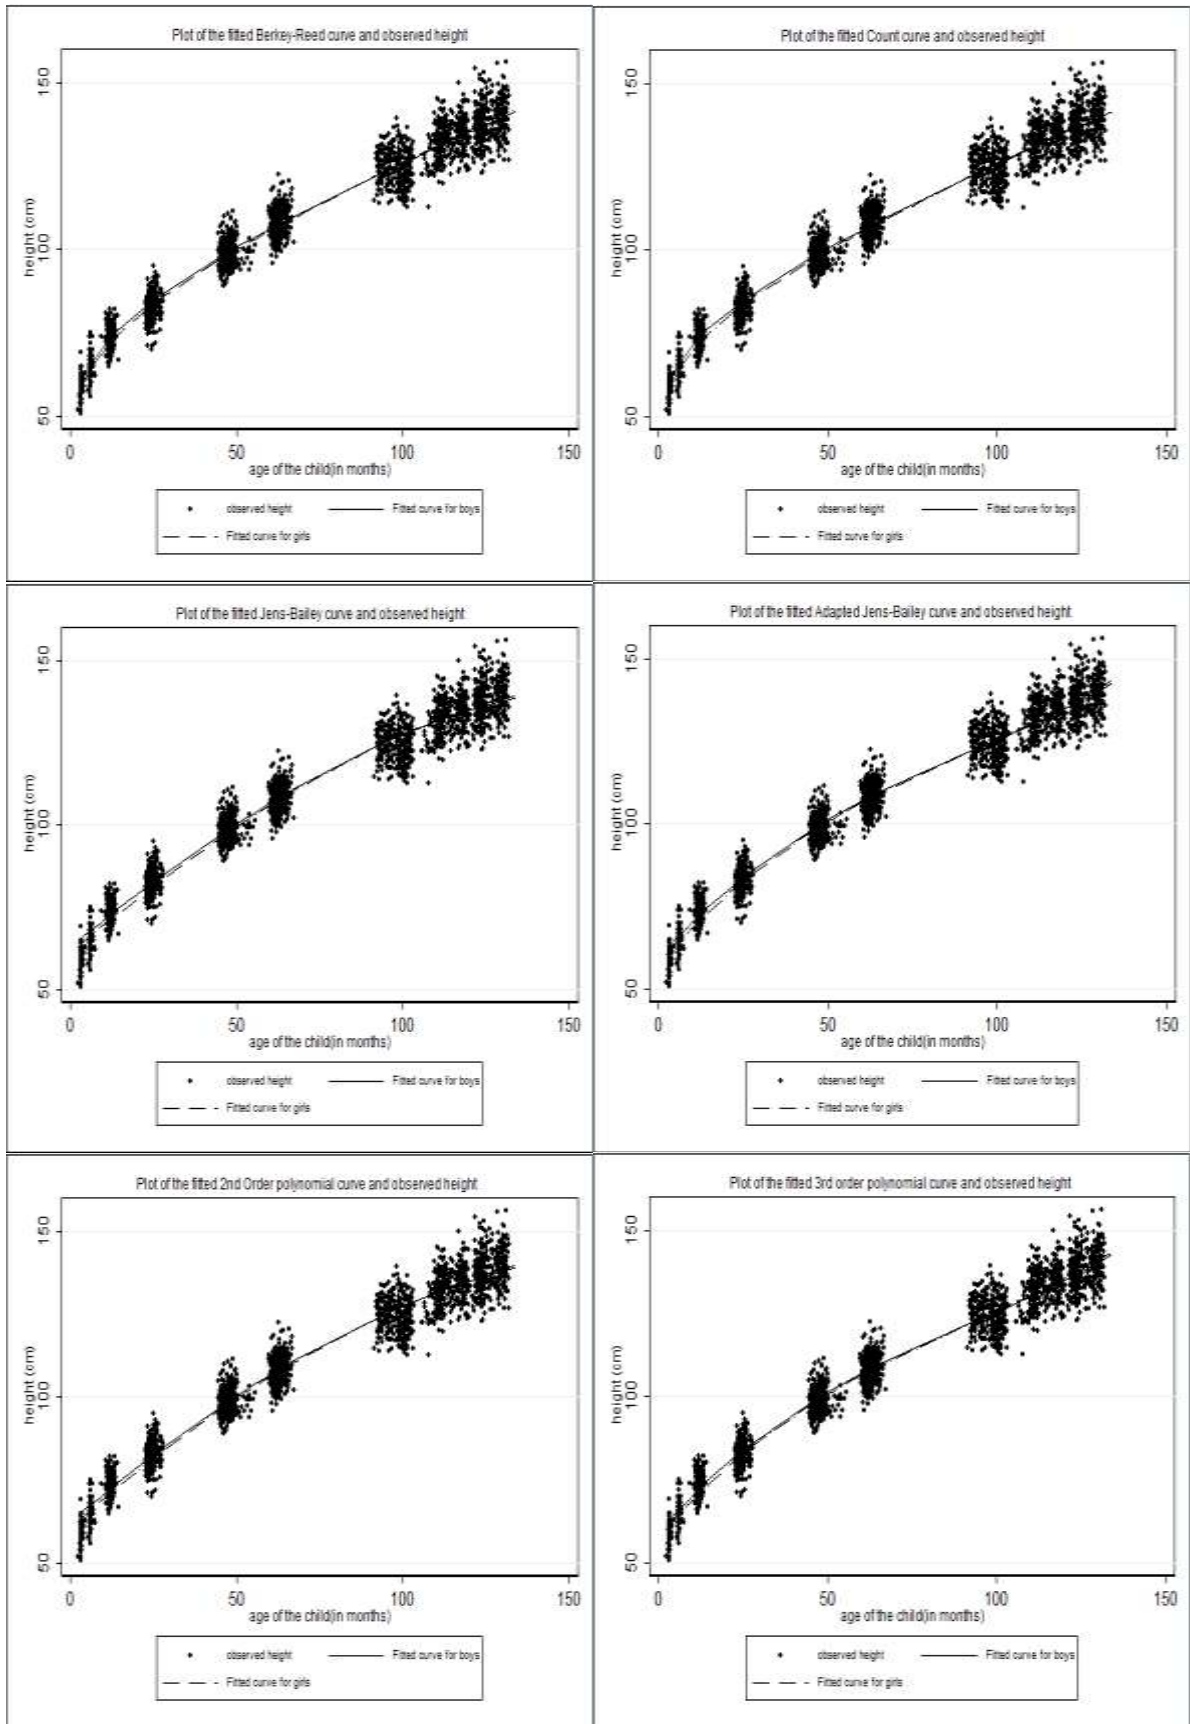 Plot of the fitted Berkey-Reed curve and observed height
150
100
50
height (cm)
0 50 100 150
age of the child(in months)
observed height Fitted curve for boys
Fitted curve for girls
Plot of the fitted Count curve and observed height
150
100
50
height (cm)
0 50 100 150
age of the child(in months)
observed height Fitted curve for boys
Fitted curve for girls
Plot of the fitted Jens-Bailey curve and observed height
150
100
50
height (cm)
0 50 100 150
age of the child(in months)
observed height Fitted curve for boys
Fitted curve for girls
Plot of the fitted Adapted Jens-Bailey curve and observed height
150
100
50
height (cm)
0 50 100 150
age of the child(in months)
observed height Fitted curve for boys
Fitted curve for girls
Plot of the fitted 2nd Order polynomial curve and observed height
150
100
50
height (cm)
0 50 100 150
age of the child(in months)
observed height Fitted curve for boys
Fitted curve for girls
Plot of the fitted 3rd order polynomial curve and observed height
150
100
50
height (cm)
0 50 100 150
age of the child(in months)
observed height Fitted curve for boys
Fitted curve for girls